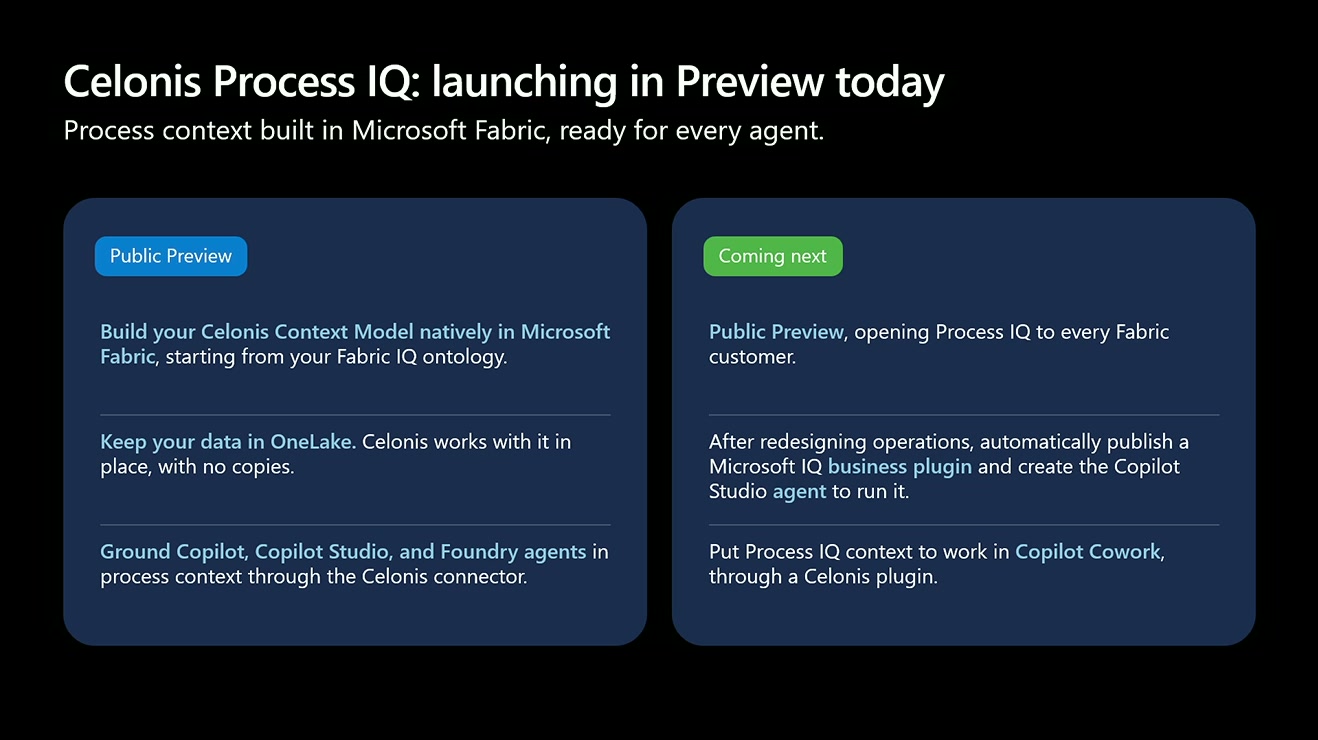 Celonis Process IQ: launching in Preview today
Process context built in Microsoft Fabric, ready for every agent.
Public Preview
Build your Celonis Context Model natively in Microsoft
Fabric, starting from your Fabric IQ ontology.
Keep your data in OneLake. Celonis works with it in
place, with no copies.
Ground Copilot, Copilot Studio, and Foundry agents in
process context through the Celonis connector.
Coming next
Public Preview, opening Process IQ to every Fabric
customer.
After redesigning operations, automatically publish a
Microsoft IQ business plugin and create the Copilot
Studio agent to run it.
Put Process IQ context to work in Copilot Cowork,
through a Celonis plugin.